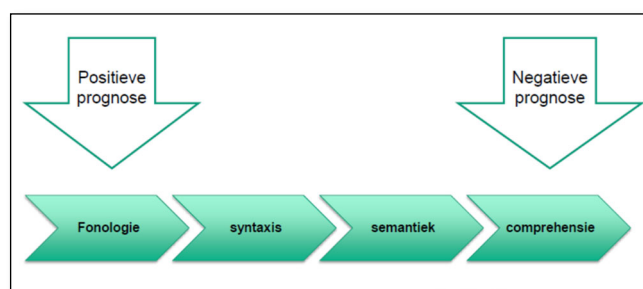 Positieve
prognose
Negatieve
prognose
Fonologie
syntaxis
semantiek
comprehensie